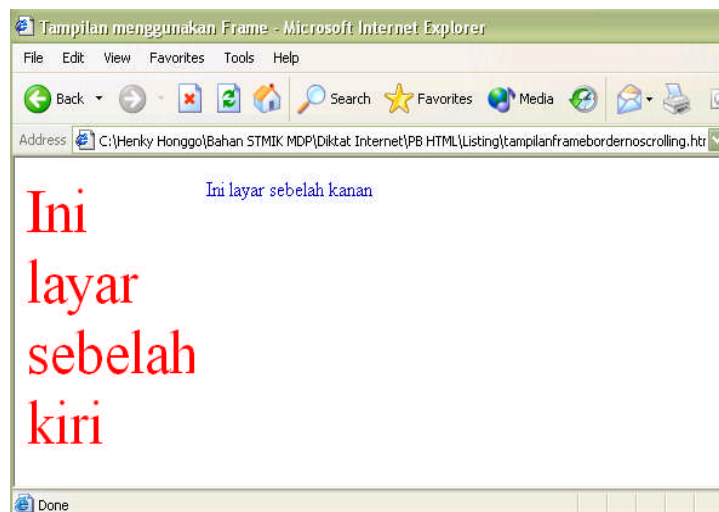 Tampilan menggunakan Frame - Microsoft Internet Explorer
File Edit View Favorites Tools Help
Back Search Favorites Media
Address C:\Henky Honggo\Bahan STMIK MDP\Diktat Internet\PB HTML\Listing\tampilanframebordernoscrolling.htm
Ini
layar
sebelah
kiri
Ini layar sebelah kanan
Done